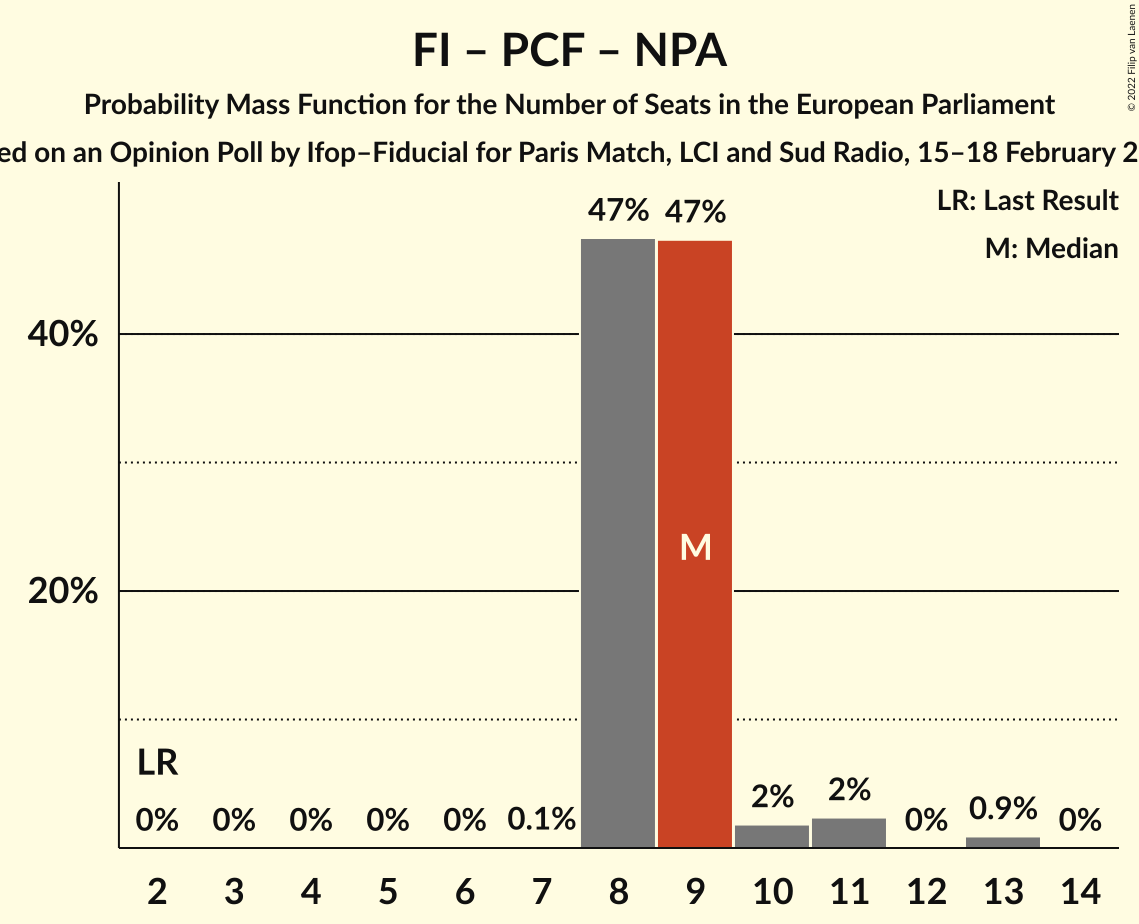 FI – PCF – NPA
Probability Mass Function for the Number of Seats in the European Parliament
on an Opinion Poll by Ifop–Fiducial for Paris Match, LCI and Sud Radio, 15–18 February
© 2022 Filip van Laenen
LR: Last Result
M: Median
47% 47%
40%
M
20%
LR
0% 0% 0% 0% 0% 0.1% 2% 2% 0% 0.9% 0%
2 3 4 5 6 7 8 9 10 11 12 13 14